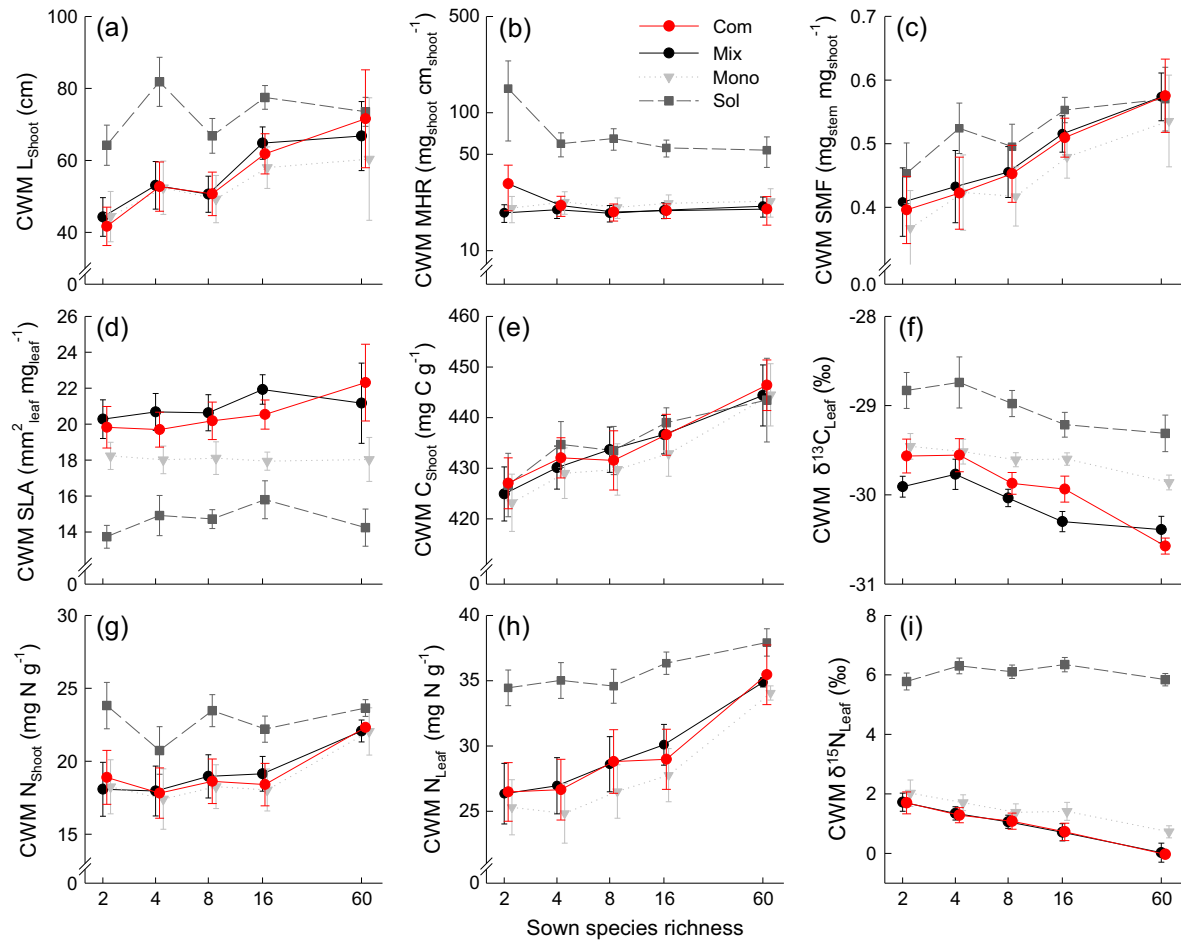 (a)
CWM L_Shoot (cm)
100
80
60
40
0
(b)
CWM MHR (mg_shoot cm_shoot^-1)
500
100
50
10
Com
Mix
Mono
Sol
(c)
CWM SMF (mg_stem mg_shoot^-1)
0.7
0.6
0.5
0.4
0.0
(d)
CWM SLA (mm²_leaf mg_leaf^-1)
26
24
22
20
18
16
14
0
(e)
CWM C_Shoot (mg C g^-1)
460
450
440
430
420
0
(f)
CWM δ^13C_Leaf (‰)
-28
-29
-30
-31
(g)
CWM N_Shoot (mg N g^-1)
30
25
20
15
0
2 4 8 16 60
(h)
CWM N_Leaf (mg N g^-1)
40
35
30
25
0
2 4 8 16 60
(i)
CWM δ^15N_Leaf (‰)
8
6
4
2
0
2 4 8 16 60
Sown species richness